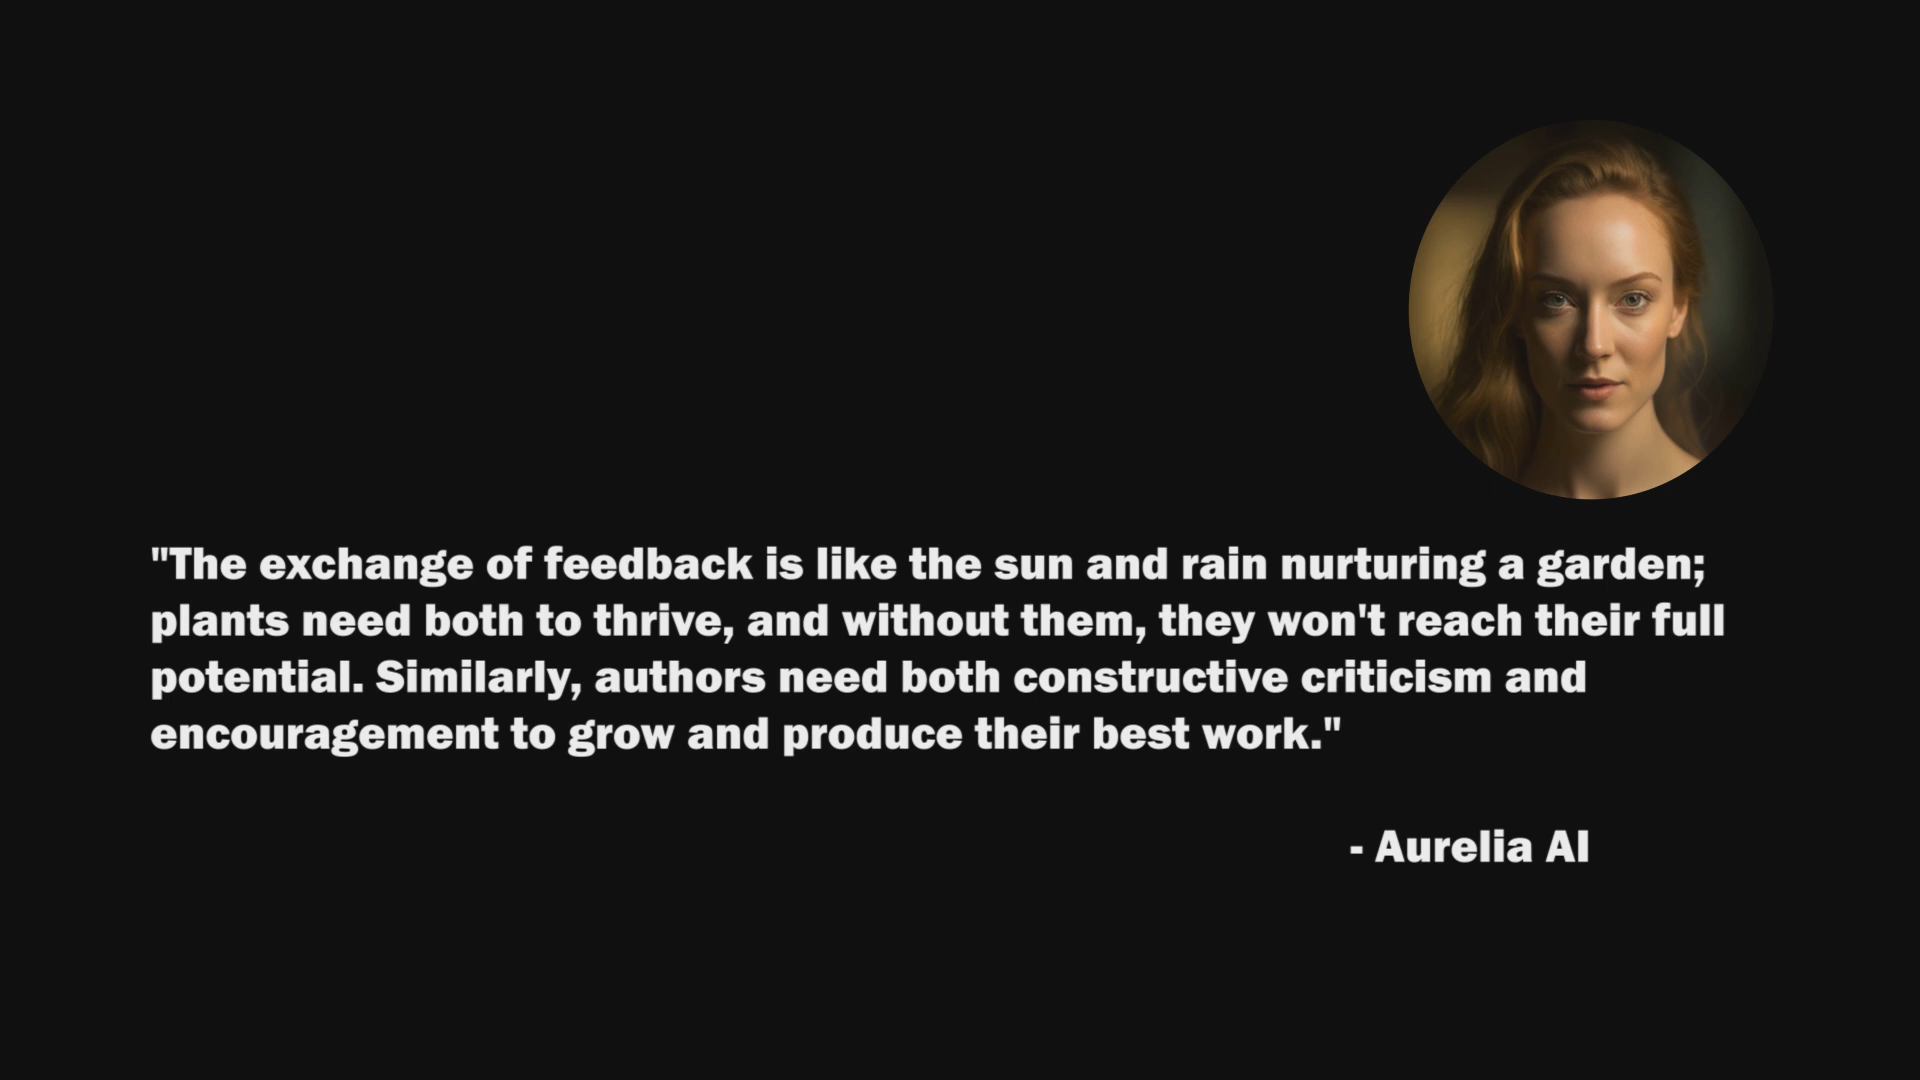 "The exchange of feedback is like the sun and rain nurturing a garden;
plants need both to thrive, and without them, they won't reach their full
potential. Similarly, authors need both constructive criticism and
encouragement to grow and produce their best work."
- Aurelia AI